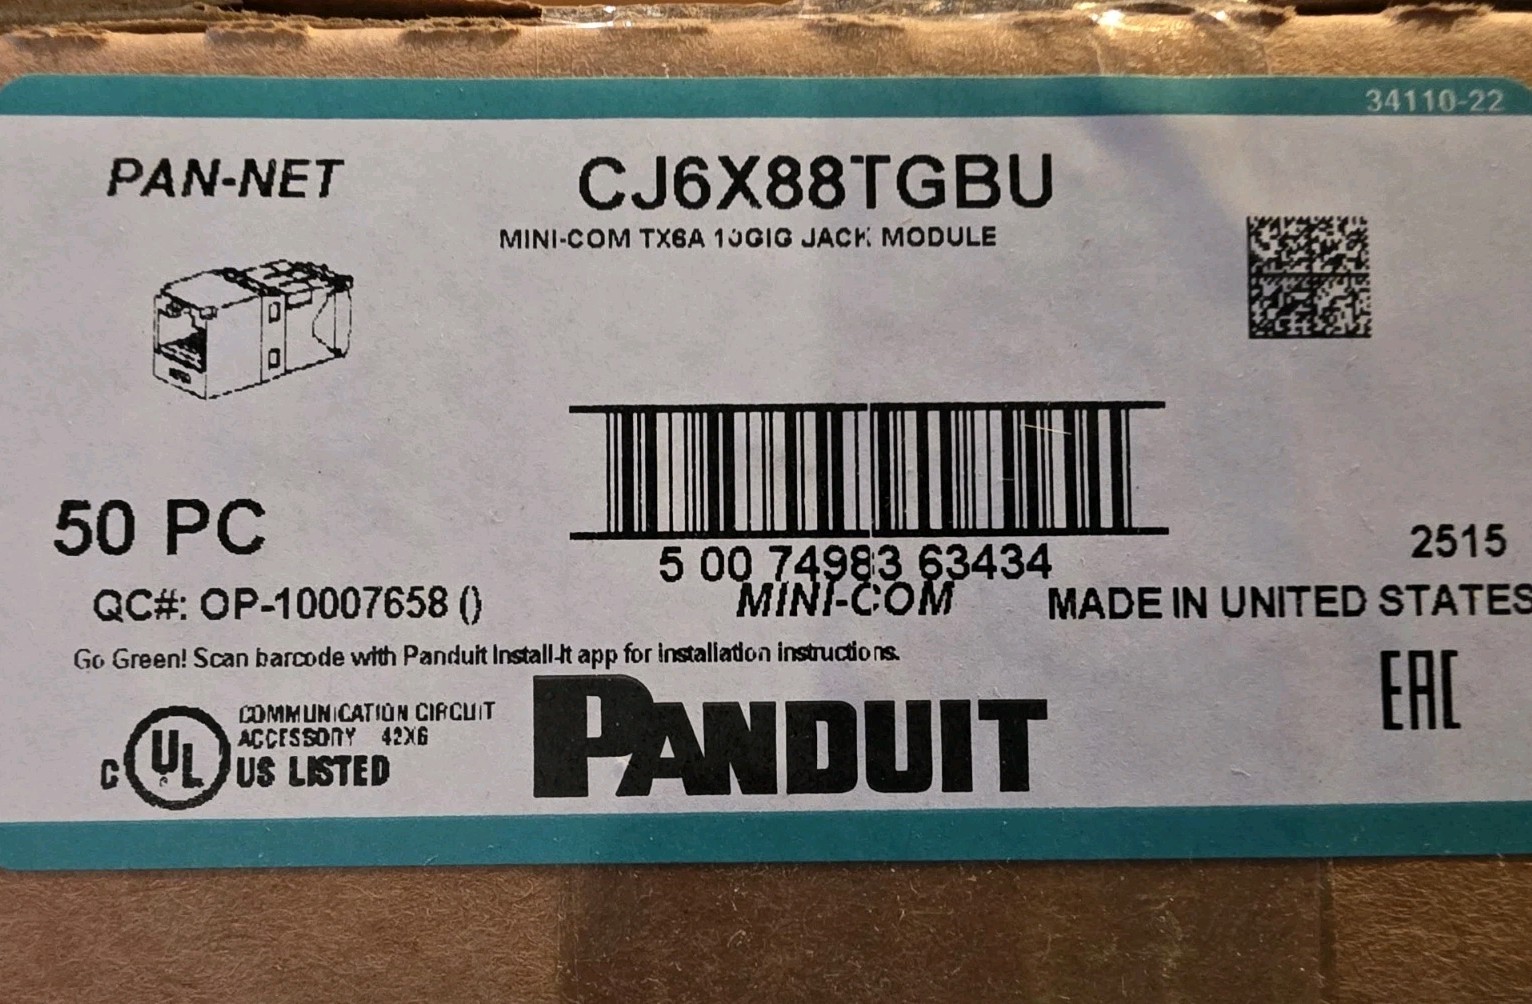 34110-22
PAN-NET
CJ6X88TGBU
MINI-COM TX6A 10GIG JACK MODULE
50 PC
5 00 74983 63434
2515
QC#: OP-10007658 ()
MINI-COM
MADE IN UNITED STATES
Go Green! Scan barcode with Panduit Install-It app for installation instructions.
COMMUNICATION CIRCUIT
ACCESSORY 42X6
C UL US LISTED
PANDUIT
EAC